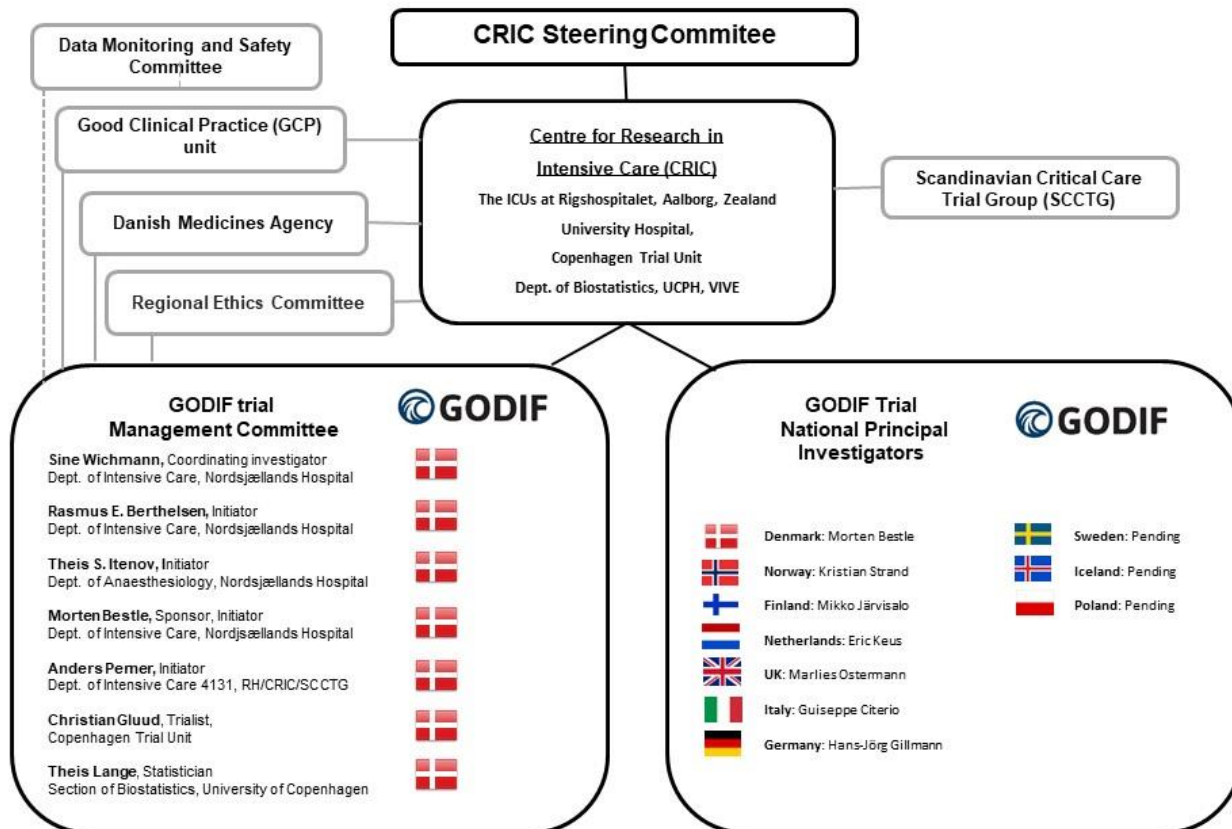 CRIC Steering Commitee
Data Monitoring and Safety
Committee
Good Clinical Practice (GCP)
unit
Danish Medicines Agency
Regional Ethics Committee
Centre for Research in
Intensive Care (CRIC)
The ICUs at Rigshospitalet, Aalborg, Zealand
University Hospital,
Copenhagen Trial Unit
Dept. of Biostatistics, UCPH, VIVE
Scandinavian Critical Care
Trial Group (SCCTG)
GODIF trial
Management Committee
GODIF
Sine Wichmann, Coordinating investigator
Dept. of Intensive Care, Nordsjællands Hospital
Rasmus E. Berthelsen, Initiator
Dept. of Intensive Care, Nordsjællands Hospital
Theis S. Itenov, Initiator
Dept. of Anaesthesiology, Nordsjællands Hospital
Morten Bestle, Sponsor, Initiator
Dept. of Intensive Care, Nordjsællands Hospital
Anders Perner, Initiator
Dept. of Intensive Care 4131, RH/CRIC/SCCTG
Christian Gluud, Trialist,
Copenhagen Trial Unit
Theis Lange, Statistician
Section of Biostatistics, University of Copenhagen
GODIF Trial
National Principal
Investigators
GODIF
Denmark: Morten Bestle
Norway: Kristian Strand
Finland: Mikko Järvisalo
Netherlands: Eric Keus
UK: Marlies Ostermann
Italy: Guiseppe Citerio
Germany: Hans-Jörg Gillmann
Sweden: Pending
Iceland: Pending
Poland: Pending